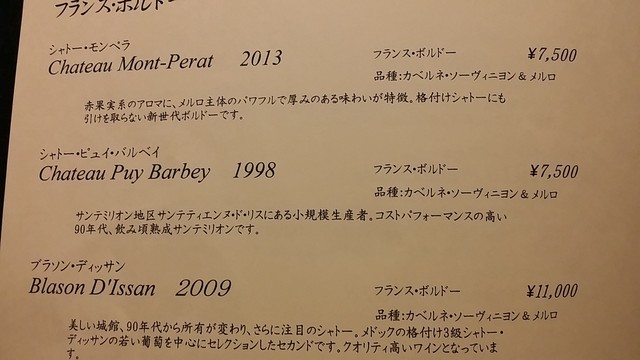 フランス・ボルドー
シャトー・モンペラ
Chateau Mont-Perat 2013 フランス・ボルドー ¥7,500
品種:カベルネ・ソーヴィニヨン & メルロ
赤果実系のアロマに、メルロ主体のパワフルで厚みのある味わいが特徴。格付けシャトーにも
引けを取らない新世代ボルドーです。
シャトー・ピュイ・バルベイ
Chateau Puy Barbey 1998 フランス・ボルドー ¥7,500
品種:カベルネ・ソーヴィニヨン & メルロ
サンテミリオン地区サンテティエンヌ・ド・リスにある小規模生産者。コストパフォーマンスの高い
90年代、飲み頃熟成サンテミリオンです。
ブラソン・ディッサン
Blason D'Issan 2009 フランス・ボルドー ¥11,000
品種:カベルネ・ソーヴィニヨン & メルロ
美しい城館、90年代から所有が変わり、さらに注目のシャトー。メドックの格付け3級シャトー・
ディッサンの若い葡萄を中心にセレクションしたセカンドです。クオリティ高いワインとなっていま
す。